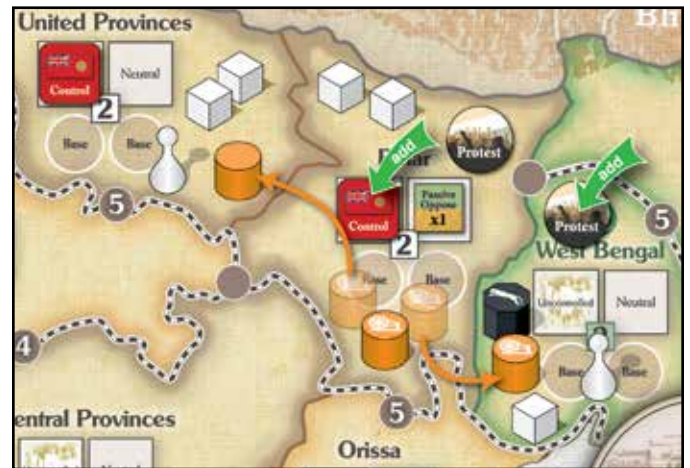 United Provinces
Bh
Control
Neutral
2
Base
Base
add
Protest
add
Protest
5
5
Control
Passive
Oppose
x1
2
West Bengal
Base
Base
Uncontrolled
Neutral
4
Base
Base
5
entral Provinces
Orissa